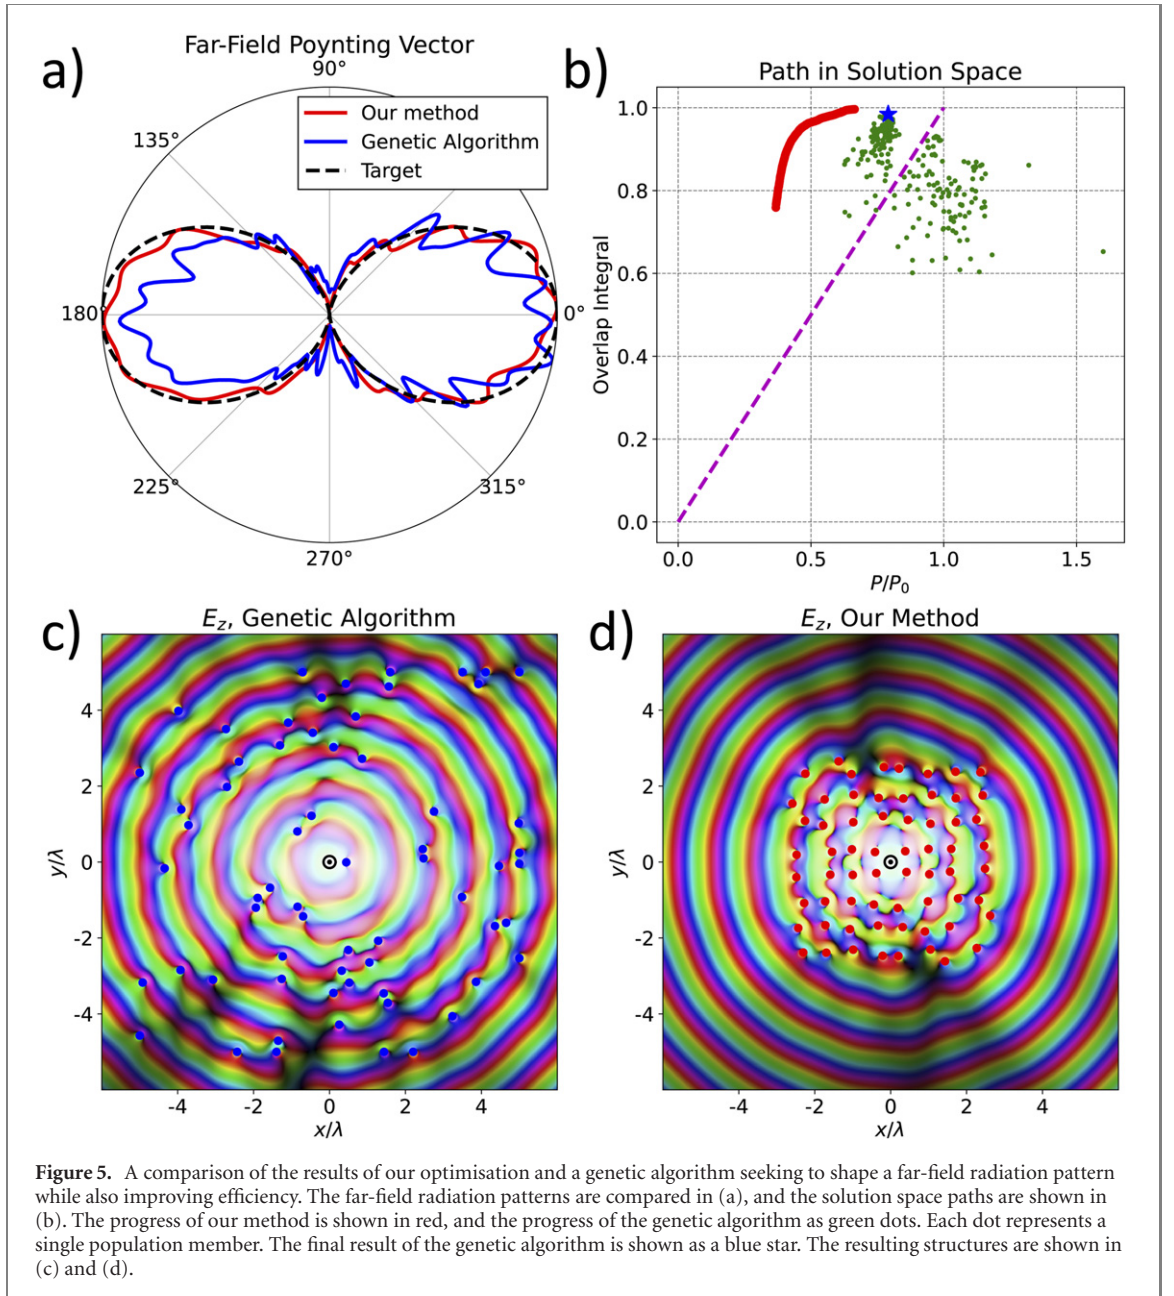 a)
Far-Field Poynting Vector
90°
135°
180°
0°
225°
315°
270°
Our method
Genetic Algorithm
Target
b)
Path in Solution Space
Overlap Integral
1.0
0.8
0.6
0.4
0.2
0.0
0.0 0.5 1.0 1.5
P/P₀
c)
E_z, Genetic Algorithm
y/λ
4
2
0
-2
-4
-4 -2 0 2 4
x/λ
d)
E_z, Our Method
y/λ
4
2
0
-2
-4
-4 -2 0 2 4
x/λ
Figure 5. A comparison of the results of our optimisation and a genetic algorithm seeking to shape a far-field radiation pattern
while also improving efficiency. The far-field radiation patterns are compared in (a), and the solution space paths are shown in
(b). The progress of our method is shown in red, and the progress of the genetic algorithm as green dots. Each dot represents a
single population member. The final result of the genetic algorithm is shown as a blue star. The resulting structures are shown in
(c) and (d).